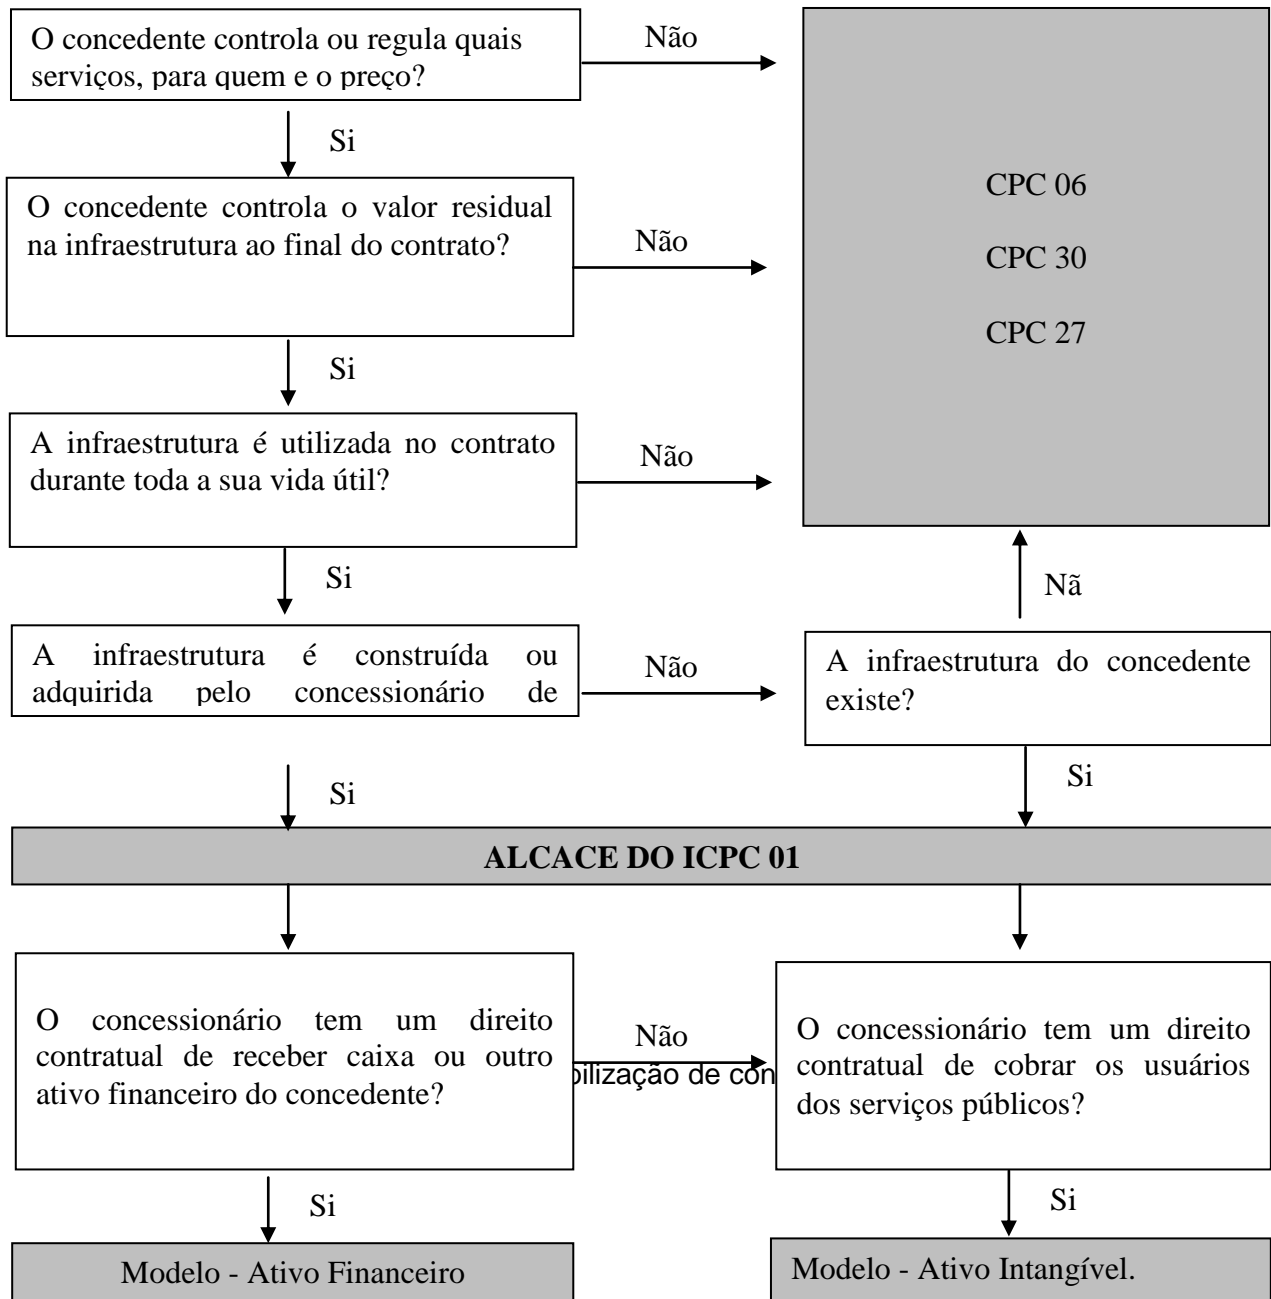 O concedente controla ou regula quais
serviços, para quem e o preço?
Não
Si
O concedente controla o valor residual
na infraestrutura ao final do contrato?
Não
CPC 06
CPC 30
CPC 27
Si
A infraestrutura é utilizada no contrato
durante toda a sua vida útil?
Não
Si
Nã
A infraestrutura é construída ou
adquirida pelo concessionário de
Não
A infraestrutura do concedente
existe?
Si
Si
ALCACE DO ICPC 01
O concessionário tem um direito
contratual de receber caixa ou outro
ativo financeiro do concedente?
Não
bilização de con
O concessionário tem um direito
contratual de cobrar os usuários
dos serviços públicos?
Si
Si
Modelo - Ativo Financeiro
Modelo - Ativo Intangível.